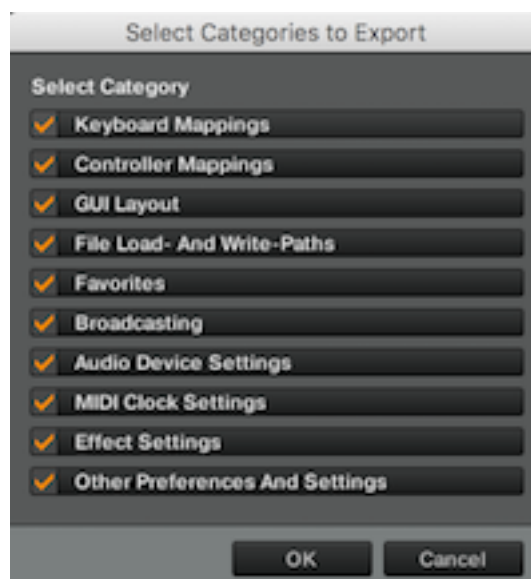 Select Categories to Export
Select Category
Keyboard Mappings
Controller Mappings
GUI Layout
File Load- And Write-Paths
Favorites
Broadcasting
Audio Device Settings
MIDI Clock Settings
Effect Settings
Other Preferences And Settings
OK Cancel